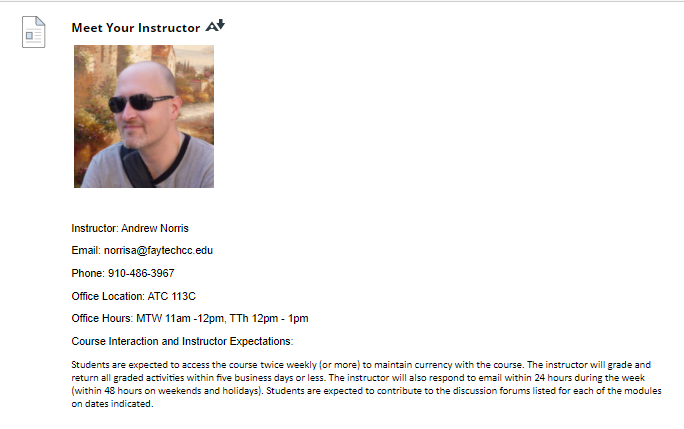 Meet Your Instructor
Instructor: Andrew Norris
Email: norrisa@faytechcc.edu
Phone: 910-486-3967
Office Location: ATC 113C
Office Hours: MTW 11am -12pm, TTh 12pm - 1pm
Course Interaction and Instructor Expectations:
Students are expected to access the course twice weekly (or more) to maintain currency with the course. The instructor will grade and
return all graded activities within five business days or less. The instructor will also respond to email within 24 hours during the week
(within 48 hours on weekends and holidays). Students are expected to contribute to the discussion forums listed for each of the modules
on dates indicated.